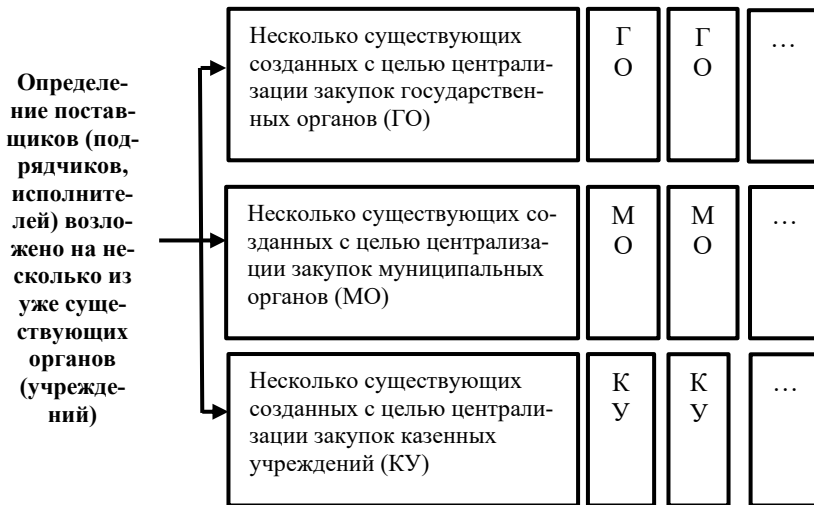 Определе-
ние постав-
щиков (под-
рядчиков,
исполните-
лей) возло-
жено на не-
сколько из
уже суще-
ствующих
органов
(учрежде-
ний)
Несколько существующих
созданных с целью централи-
зации закупок государствен-
ных органов (ГО)
Г
О
Г
О
…
Несколько существующих со-
зданных с целью централиза-
ции закупок муниципальных
органов (МО)
М
О
М
О
…
Несколько существующих
созданных с целью централи-
зации закупок казенных
учреждений (КУ)
К
У
К
У
…